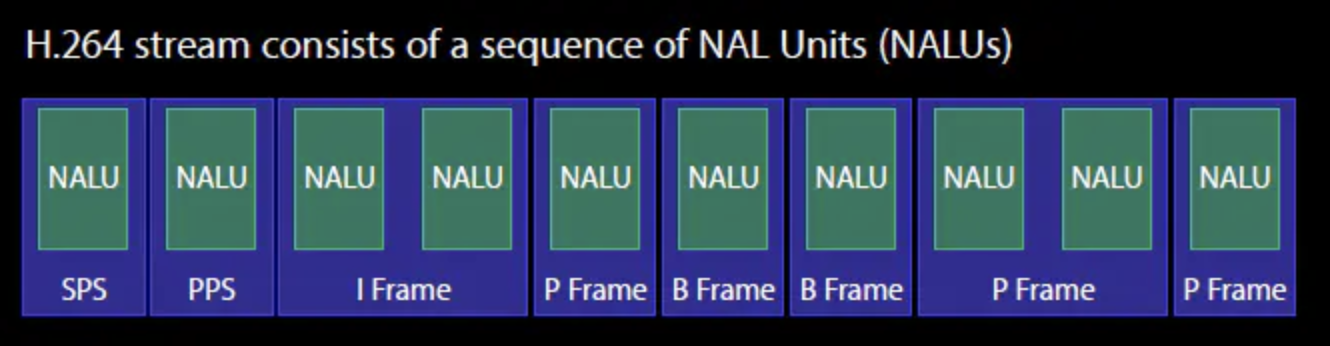 H.264 stream consists of a sequence of NAL Units (NALUs)
NALU NALU NALU NALU NALU NALU NALU NALU NALU NALU
SPS PPS I Frame P Frame B Frame B Frame P Frame P Frame